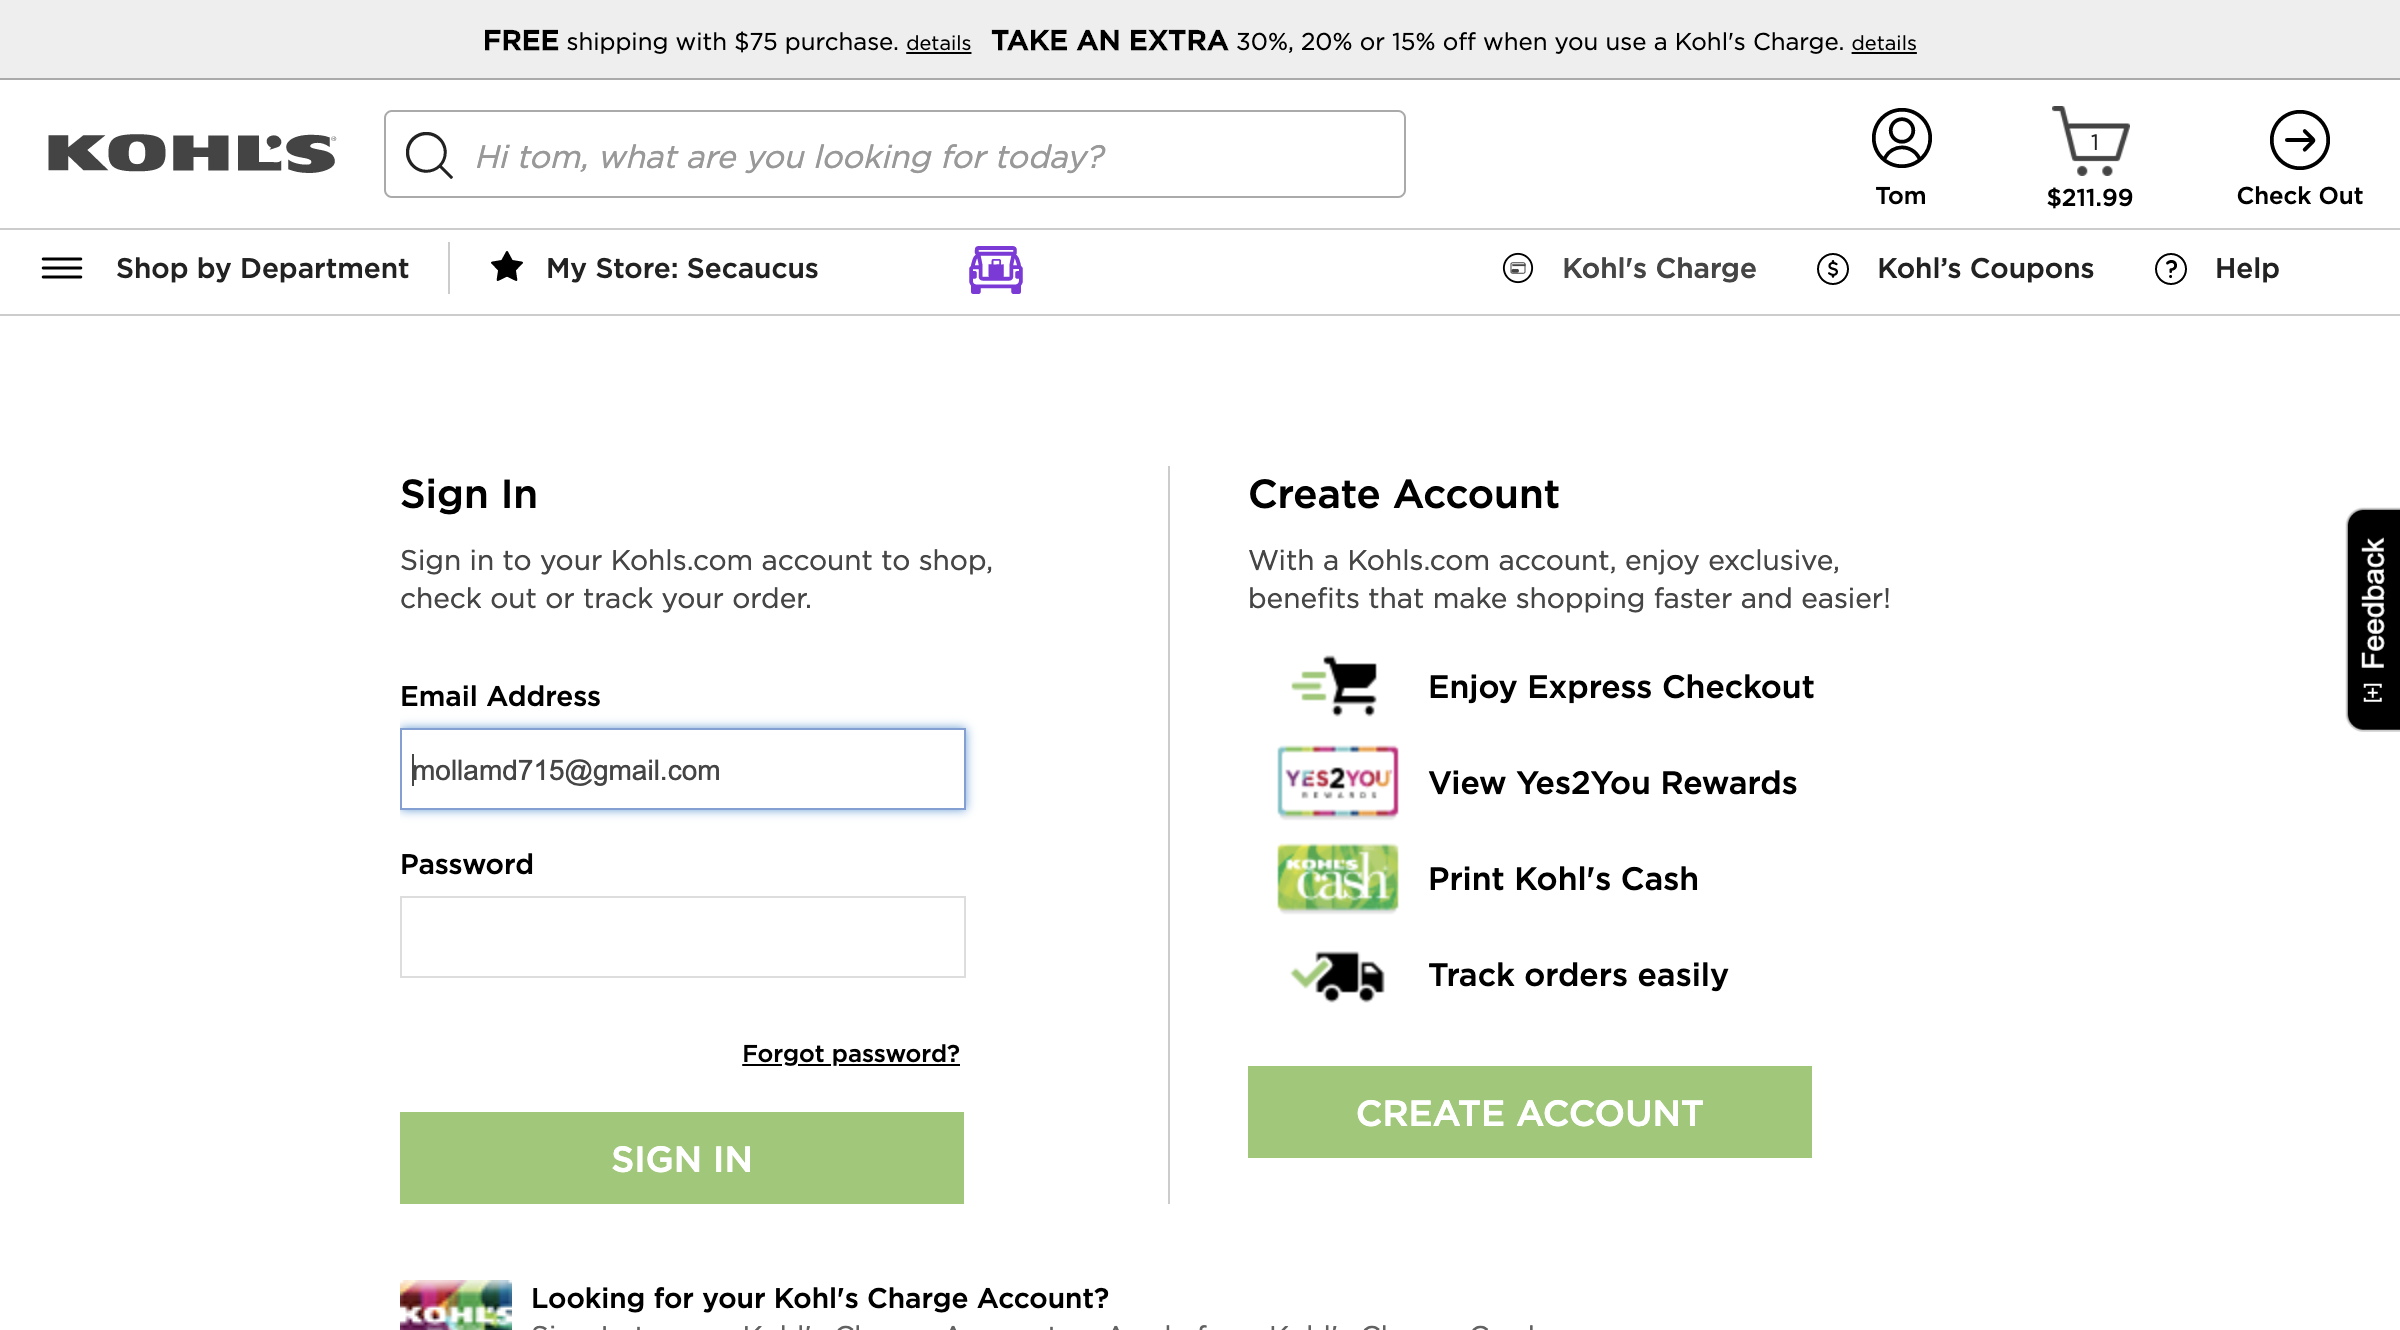 FREE shipping with $75 purchase. details TAKE AN EXTRA 30%, 20% or 15% off when you use a Kohl's Charge. details
KOHL'S
Hi tom, what are you looking for today?
Tom
1
$211.99
Check Out
Shop by Department
My Store: Secaucus
Kohl's Charge
Kohl’s Coupons
Help
Sign In
Sign in to your Kohls.com account to shop,
check out or track your order.
Email Address
mollamd715@gmail.com
Password
Forgot password?
SIGN IN
Create Account
With a Kohls.com account, enjoy exclusive,
benefits that make shopping faster and easier!
Enjoy Express Checkout
YES2YOU
REWARDS
View Yes2You Rewards
KOHL'S
cash
Print Kohl's Cash
Track orders easily
CREATE ACCOUNT
[+] Feedback
KOHL'S
Looking for your Kohl's Charge Account?